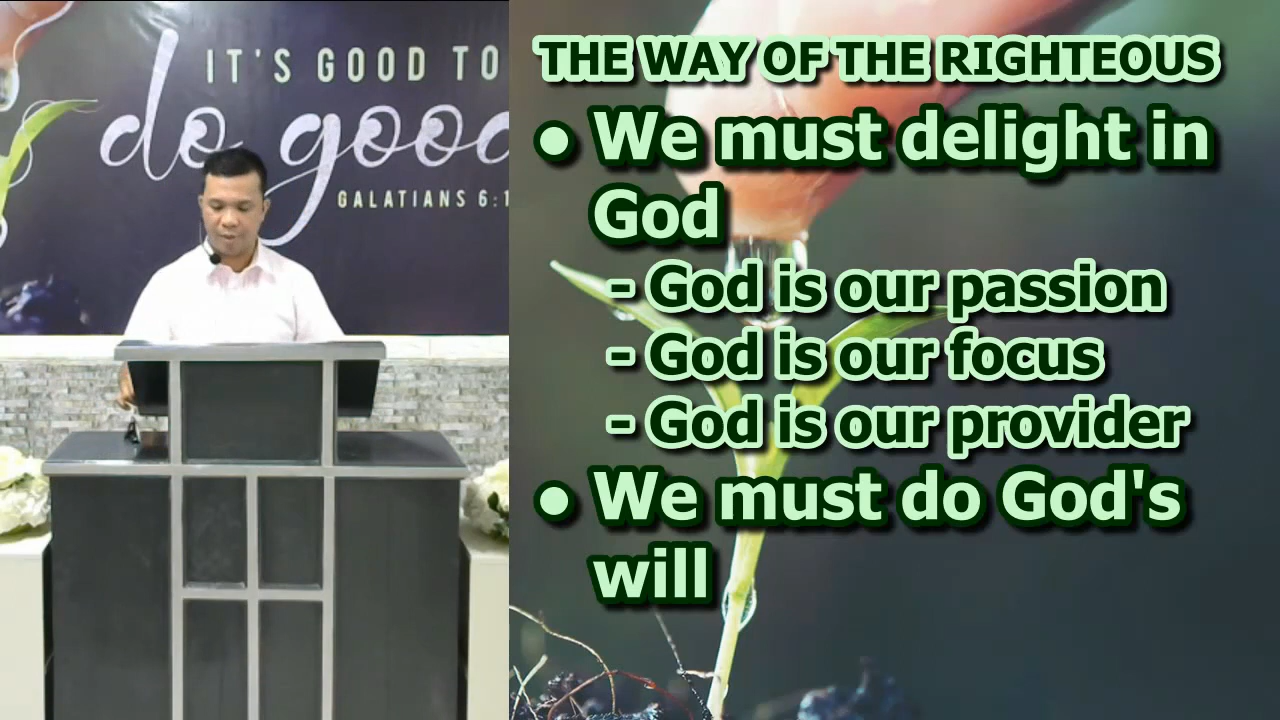 IT'S GOOD TO
do good
GALATIANS 6:1
THE WAY OF THE RIGHTEOUS
● We must delight in
God
- God is our passion
- God is our focus
- God is our provider
● We must do God's
will